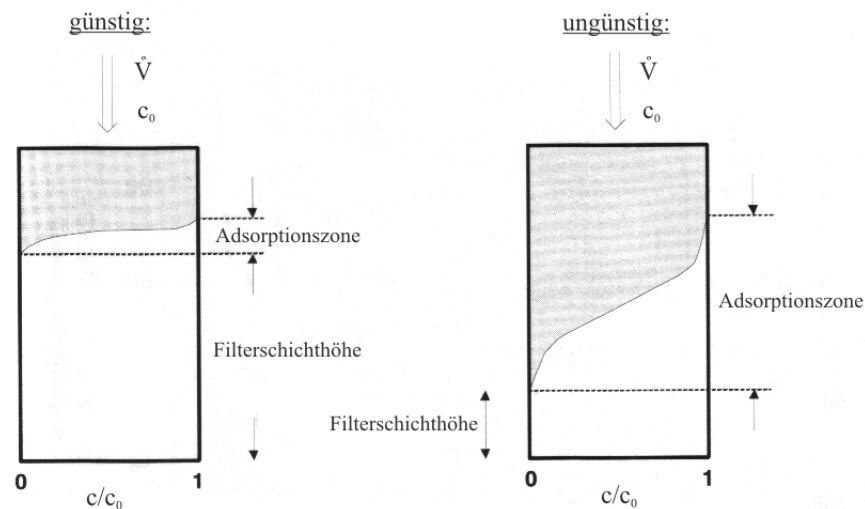 günstig:
V̊
c₀
Adsorptionszone
Filterschichthöhe
0
1
c/c₀
ungünstig:
V̊
c₀
Adsorptionszone
Filterschichthöhe
0
1
c/c₀